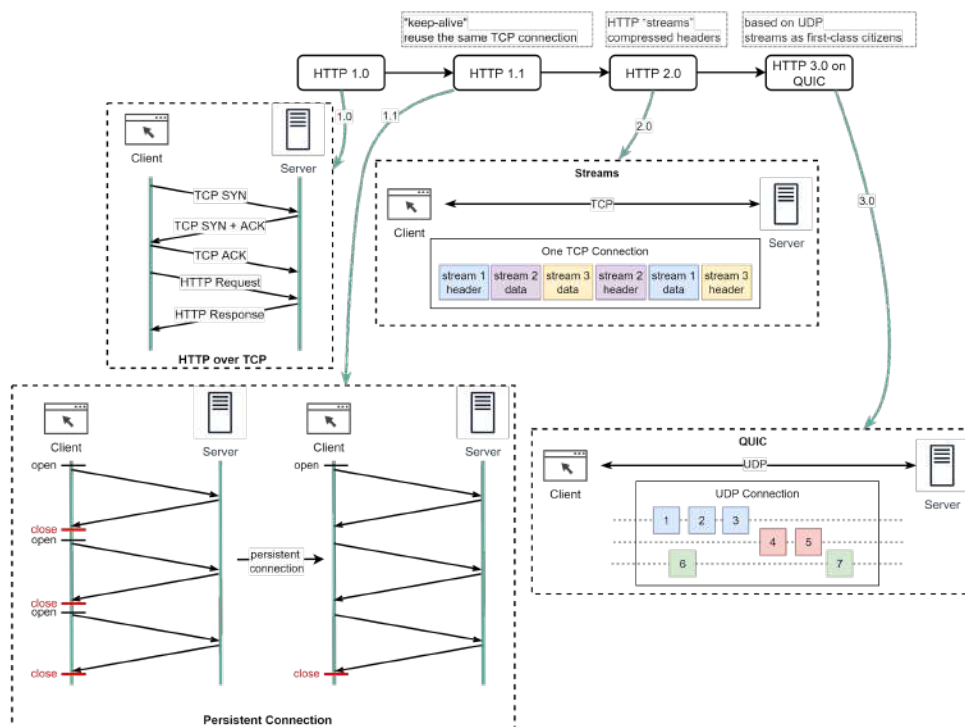 "keep-alive"
reuse the same TCP connection
HTTP "streams"
compressed headers
based on UDP
streams as first-class citizens
HTTP 1.0
HTTP 1.1
HTTP 2.0
HTTP 3.0 on
QUIC
1.0
1.1
2.0
3.0
Client
Server
TCP SYN
TCP SYN + ACK
TCP ACK
HTTP Request
HTTP Response
HTTP over TCP
Streams
Client
TCP
Server
One TCP Connection
stream 1
header
stream 2
data
stream 3
data
stream 2
header
stream 1
data
stream 3
header
Client
Server
open
close
open
close
open
close
persistent
connection
Client
Server
open
close
Persistent Connection
QUIC
Client
UDP
Server
UDP Connection
1
2
3
4
5
6
7